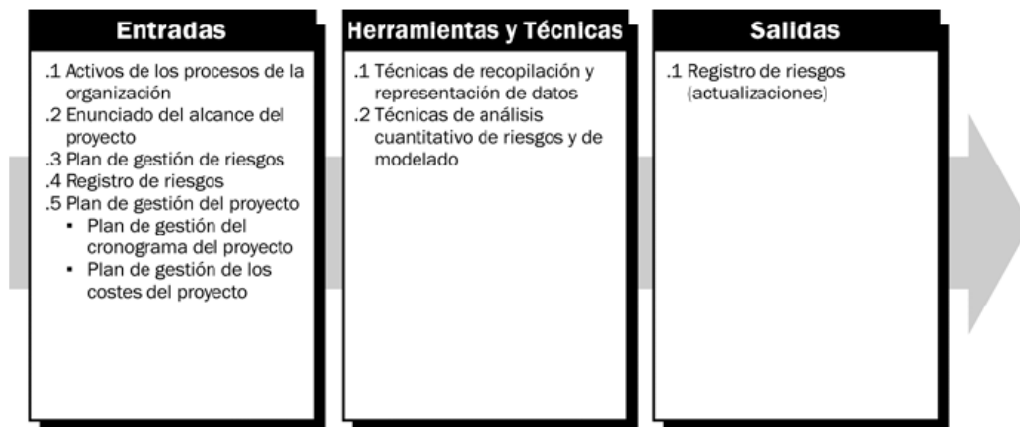 Entradas
.1 Activos de los procesos de la
organización
.2 Enunciado del alcance del
proyecto
.3 Plan de gestión de riesgos
.4 Registro de riesgos
.5 Plan de gestión del proyecto
▪ Plan de gestión del
cronograma del proyecto
▪ Plan de gestión de los
costes del proyecto
Herramientas y Técnicas
.1 Técnicas de recopilación y
representación de datos
.2 Técnicas de análisis
cuantitativo de riesgos y de
modelado
Salidas
.1 Registro de riesgos
(actualizaciones)